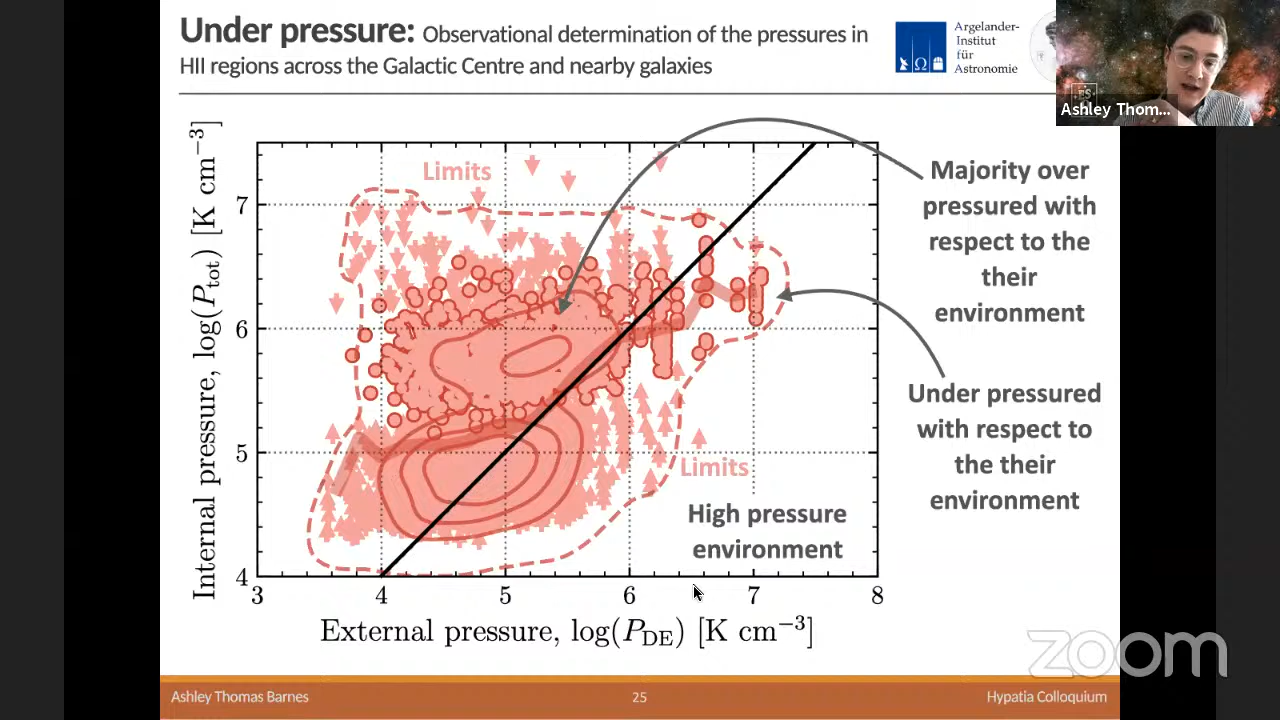 Under pressure: Observational determination of the pressures in
HII regions across the Galactic Centre and nearby galaxies
Argelander-
Institut
für
Astronomie
ES
Ashley Thom...
Limits
Majority over
pressured with
respect to the
their
environment
Under pressured
with respect to
the their
environment
Limits
High pressure
environment
Internal pressure, log(P_tot) [K cm⁻³]
7
6
5
4
3 4 5 6 7 8
External pressure, log(P_DE) [K cm⁻³]
zoom
Ashley Thomas Barnes 25 Hypatia Colloquium